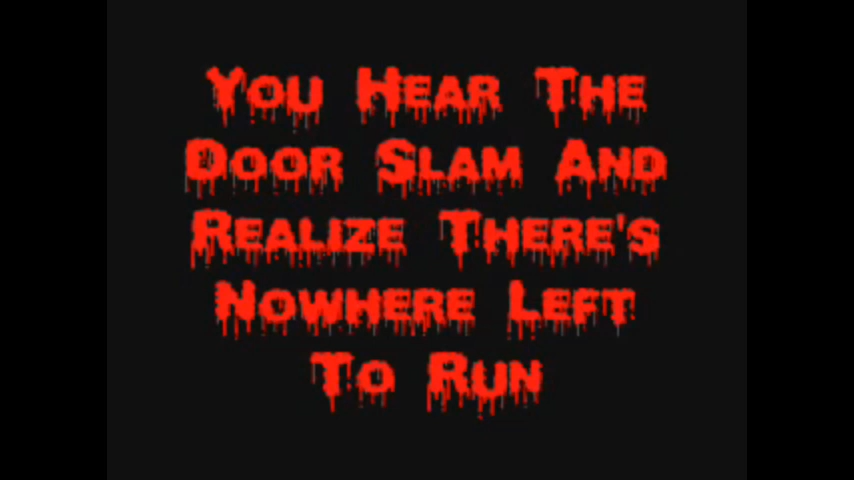 You Hear The
Door Slam And
Realize There's
Nowhere Left
To Run